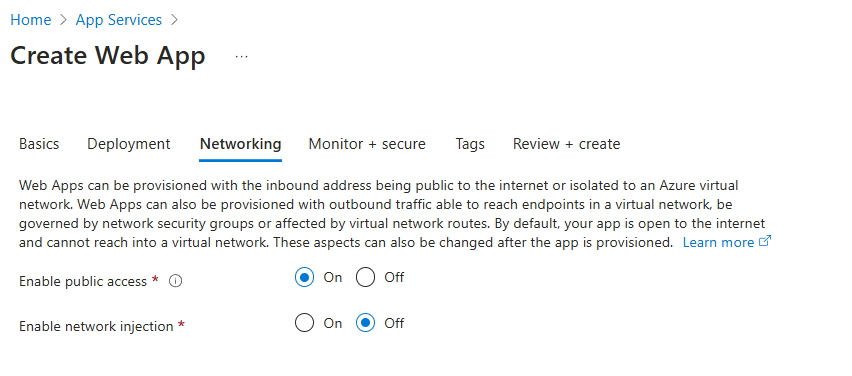 Home > App Services >
Create Web App ...
Basics Deployment Networking Monitor + secure Tags Review + create
Web Apps can be provisioned with the inbound address being public to the internet or isolated to an Azure virtual
network. Web Apps can also be provisioned with outbound traffic able to reach endpoints in a virtual network, be
governed by network security groups or affected by virtual network routes. By default, your app is open to the internet
and cannot reach into a virtual network. These aspects can also be changed after the app is provisioned. Learn more
Enable public access * On Off
Enable network injection * On Off